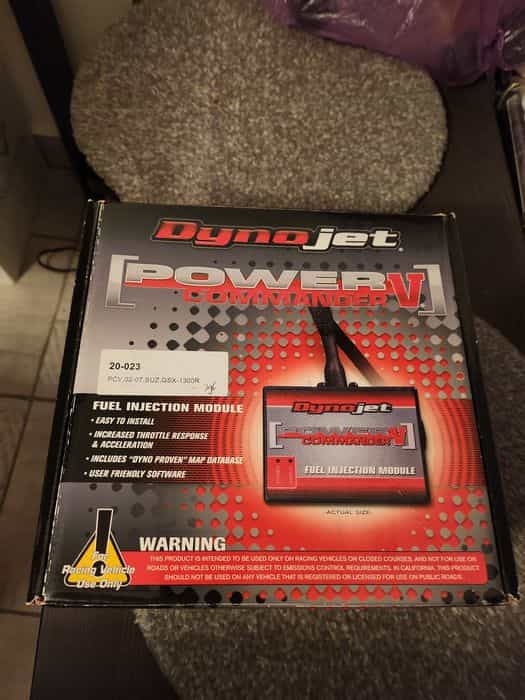 Dynojet
[POWER V]
COMMANDER
20-023
PCV,02-07,SUZ,GSX-1300R
FUEL INJECTION MODULE
• EASY TO INSTALL
• INCREASED THROTTLE RESPONSE
& ACCELERATION
• INCLUDES "DYNO PROVEN" MAP DATABASE
• USER FRIENDLY SOFTWARE
Dynojet
[POWER V]
COMMANDER
FUEL INJECTION MODULE
-ACTUAL SIZE-
For
Racing Vehicle
Use Only
WARNING
THIS PRODUCT IS INTENDED TO BE USED ONLY ON RACING VEHICLES ON CLOSED COURSES, AND NOT FOR USE ON
ROADS OR VEHICLES OTHERWISE SUBJECT TO EMISSIONS CONTROL REQUIREMENTS. IN CALIFORNIA, THIS PRODUCT
SHOULD NOT BE USED ON ANY VEHICLE THAT IS REGISTERED OR LICENSED FOR USE ON PUBLIC ROADS.